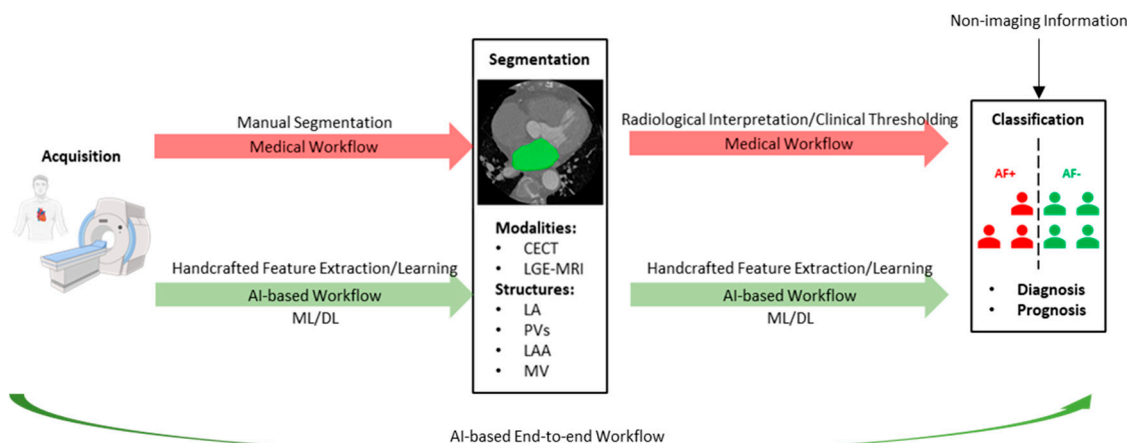 Non-imaging Information
Acquisition
Manual Segmentation
Medical Workflow
Handcrafted Feature Extraction/Learning
AI-based Workflow
ML/DL
Segmentation
Modalities:
• CECT
• LGE-MRI
Structures:
• LA
• PVs
• LAA
• MV
Radiological Interpretation/Clinical Thresholding
Medical Workflow
Handcrafted Feature Extraction/Learning
AI-based Workflow
ML/DL
Classification
AF+ AF-
• Diagnosis
• Prognosis
AI-based End-to-end Workflow